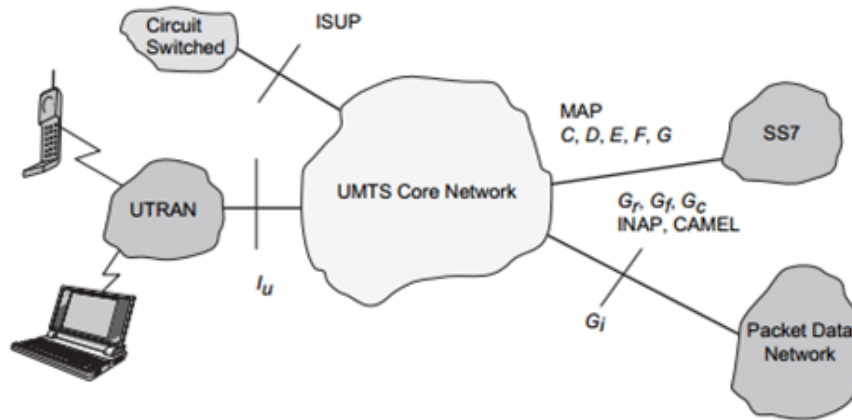 Circuit
Switched
ISUP
MAP
C, D, E, F, G
SS7
UTRAN
UMTS Core Network
Gr, Gf, Gc
INAP, CAMEL
Iu
Gi
Packet Data
Network